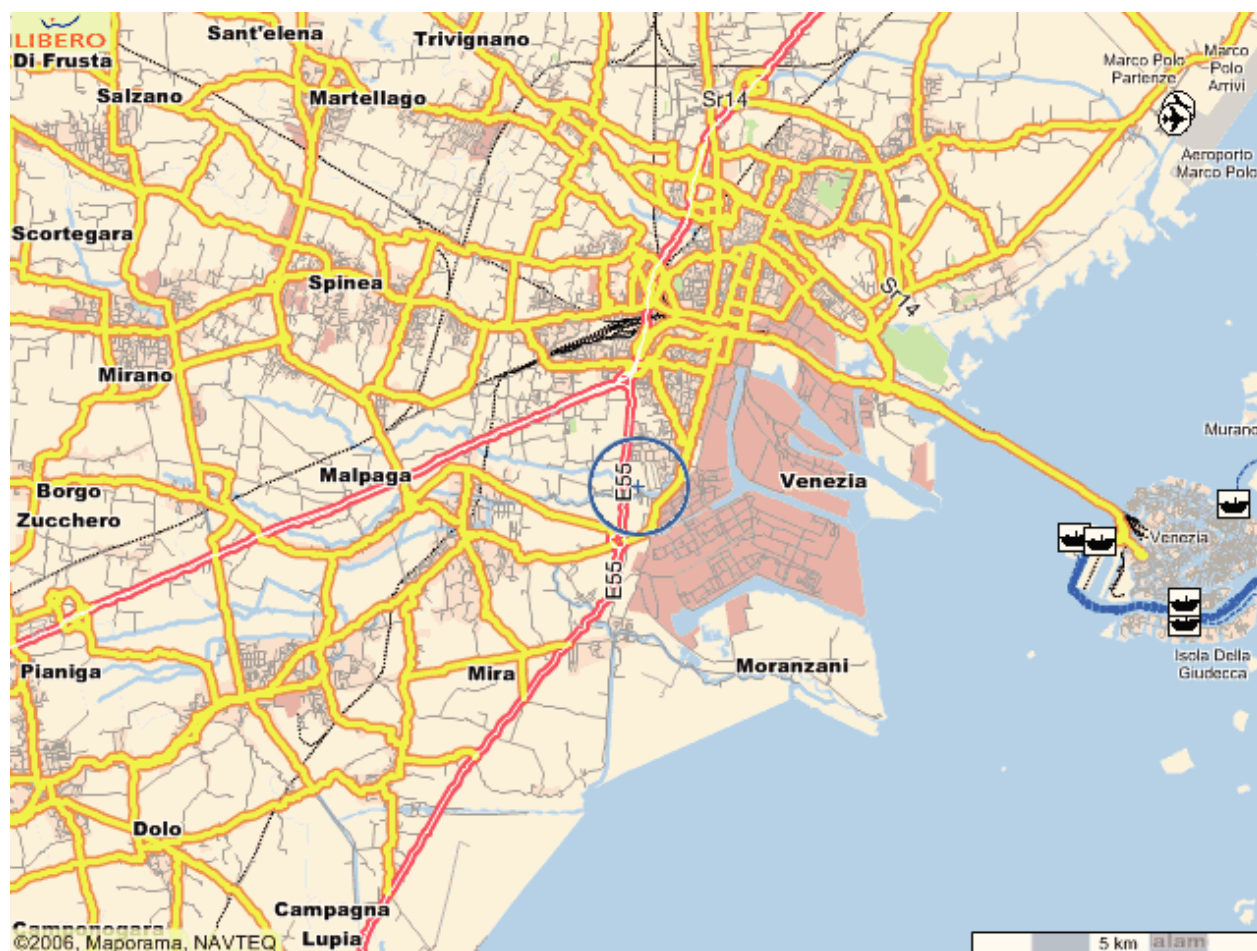 LIBERO
Di Frusta
Sant'elena
Trivignano
Salzano
Martellago
Sr14
Marco Polo
Partenze
Marco
Polo
Arrivi
Aeroporto
Marco Polo
Scortegara
Spinea
Sr14
Mirano
Murano
Malpaga
E55
Venezia
Borgo
Zucchero
Venezia
E55
Pianiga
Mira
Moranzani
Isola Della
Giudecca
Dolo
Campagna
Lupia
Camponogara
©2006, Maporama, NAVTEQ
5 km
alam